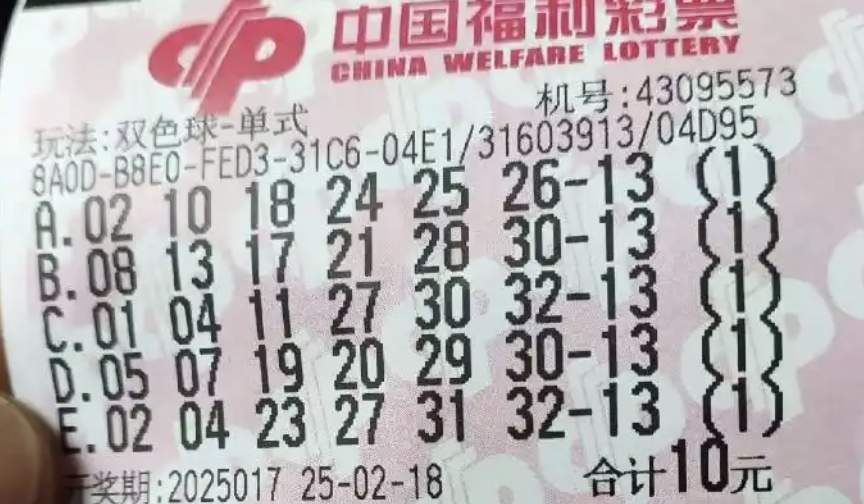 中国福利彩票
CHINA WELFARE LOTTERY
机号:43095573
玩法:双色球-单式
8A0D-B8E0-FED3-31C6-04E1/31603913/04D95
A.02 10 18 24 25 26-13 (1)
B.08 13 17 21 28 30-13 (1)
C.01 04 11 27 30 32-13 (1)
D.05 07 19 20 29 30-13 (1)
E.02 04 23 27 31 32-13 (1)
开奖期:2025017 25-02-18 合计10元